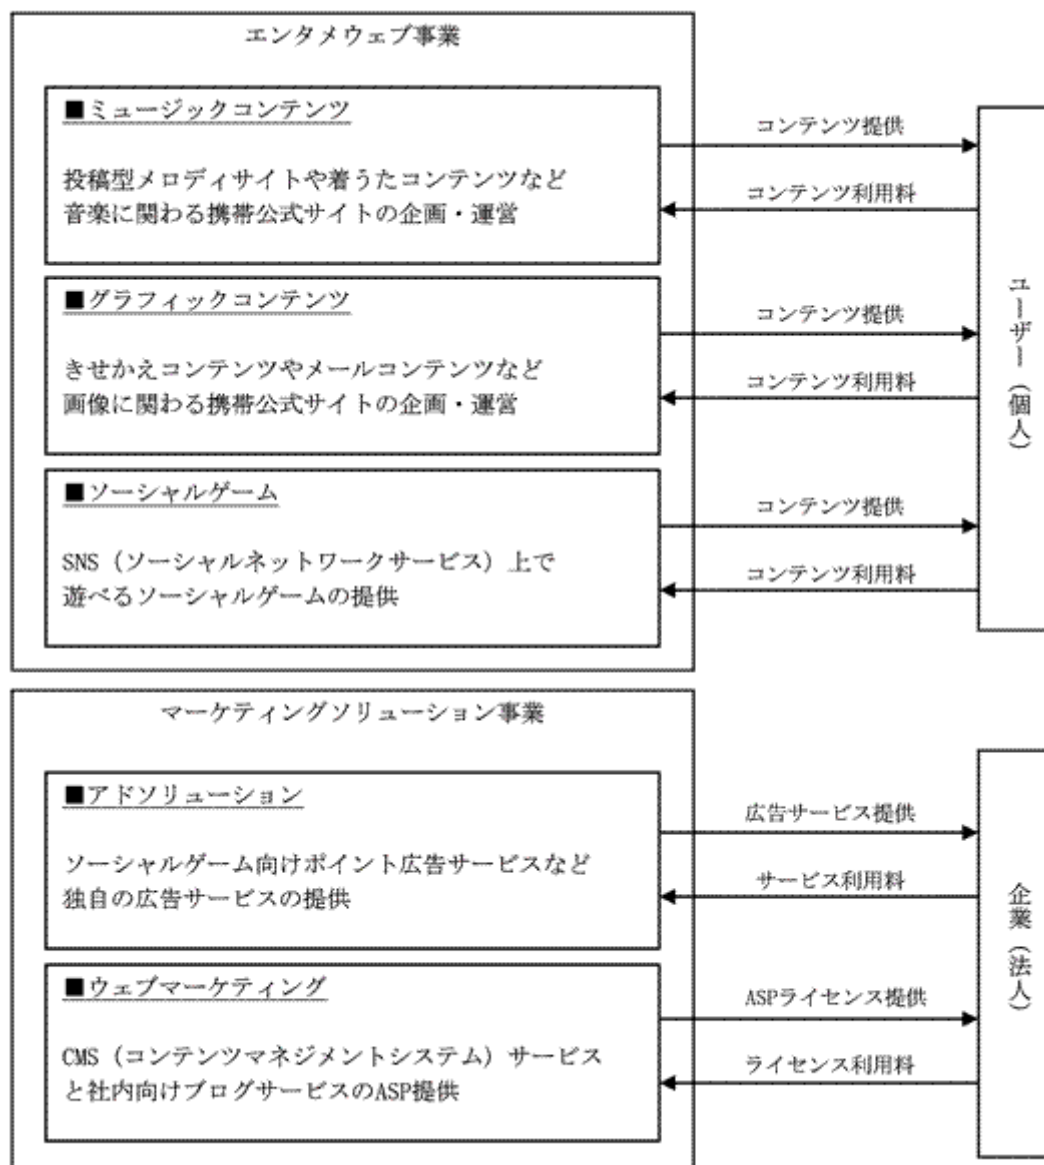 エンタメウェブ事業
■ミュージックコンテンツ
投稿型メロディサイトや着うたコンテンツなど
音楽に関わる携帯公式サイトの企画・運営
コンテンツ提供
コンテンツ利用料
■グラフィックコンテンツ
きせかえコンテンツやメールコンテンツなど
画像に関わる携帯公式サイトの企画・運営
コンテンツ提供
コンテンツ利用料
■ソーシャルゲーム
SNS（ソーシャルネットワークサービス）上で
遊べるソーシャルゲームの提供
コンテンツ提供
コンテンツ利用料
ユーザー（個人）
マーケティングソリューション事業
■アドソリューション
ソーシャルゲーム向けポイント広告サービスなど
独自の広告サービスの提供
広告サービス提供
サービス利用料
■ウェブマーケティング
CMS（コンテンツマネジメントシステム）サービス
と社内向けブログサービスのASP提供
ASPライセンス提供
ライセンス利用料
企業（法人）